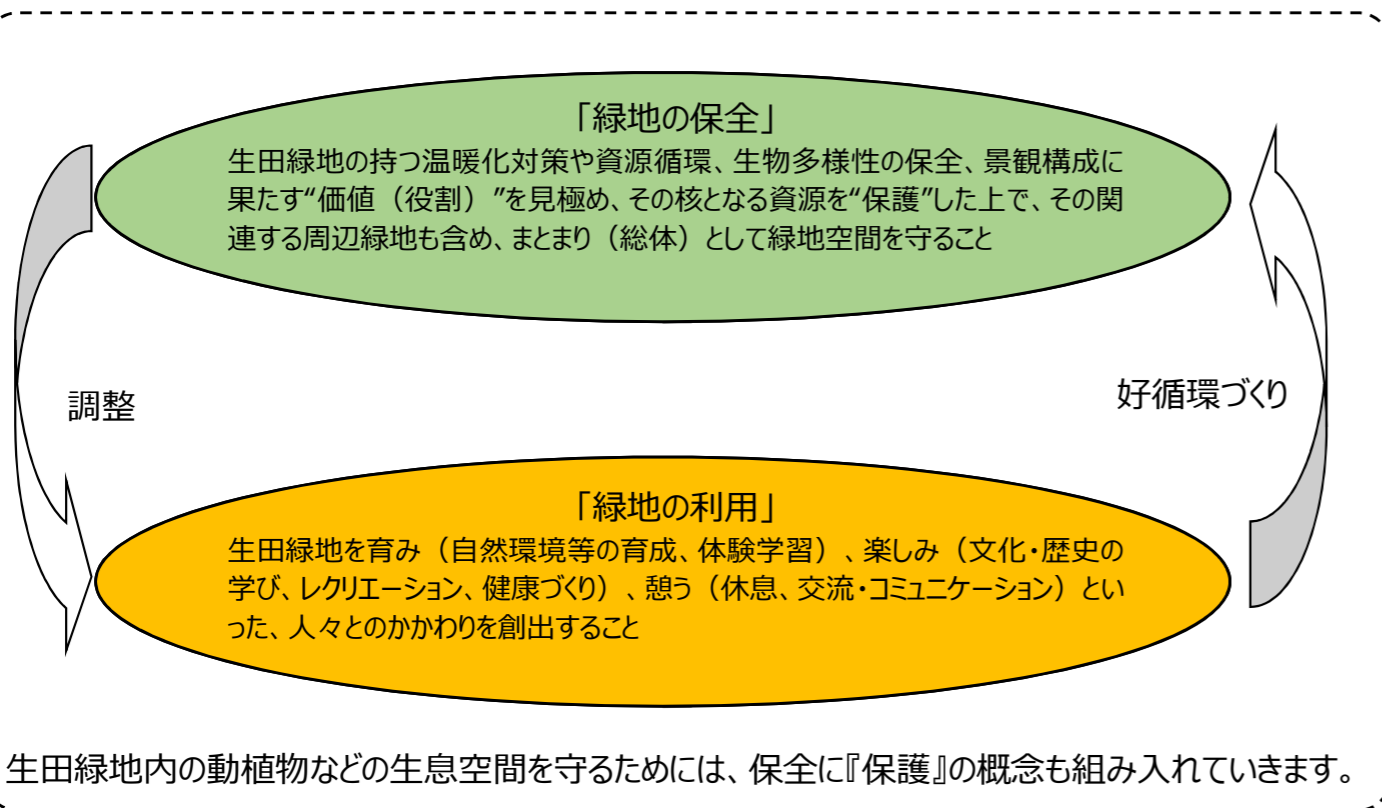 「緑地の保全」
生田緑地の持つ温暖化対策や資源循環、生物多様性の保全、景観構成に
果たす“価値（役割）”を見極め、その核となる資源を“保護”した上で、その関
連する周辺緑地も含め、まとまり（総体）として緑地空間を守ること
調整
好循環づくり
「緑地の利用」
生田緑地を育み（自然環境等の育成、体験学習）、楽しみ（文化・歴史の
学び、レクリエーション、健康づくり）、憩う（休息、交流・コミュニケーション）とい
った、人々とのかかわりを創出すること
生田緑地内の動植物などの生息空間を守るためには、保全に『保護』の概念も組み入れていきます。